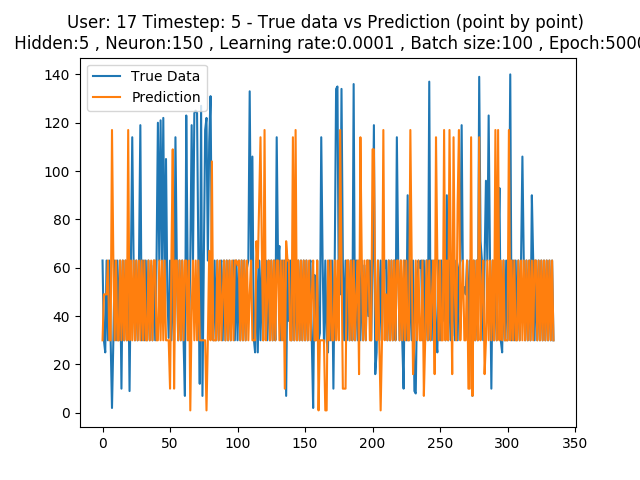 User: 17 Timestep: 5 - True data vs Prediction (point by point)
Hidden:5 , Neuron:150 , Learning rate:0.0001 , Batch size:100 , Epoch:5000
True Data
Prediction
140
120
100
80
60
40
20
0
0 50 100 150 200 250 300 350